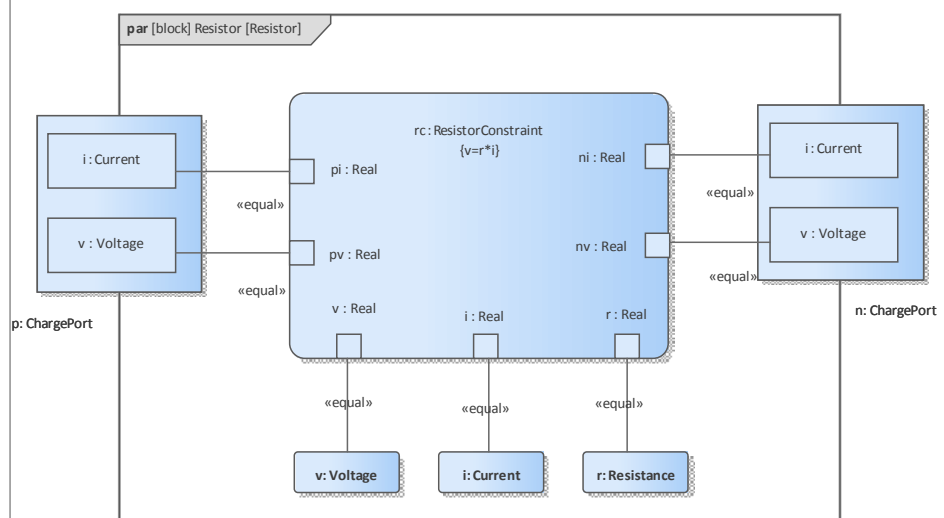 par [block] Resistor [Resistor]
rc : ResistorConstraint
{v=r*i}
i : Current
pi : Real
ni : Real
i : Current
«equal»
«equal»
v : Voltage
pv : Real
nv : Real
v : Voltage
«equal»
«equal»
p: ChargePort
v : Real
i : Real
r : Real
n: ChargePort
«equal»
«equal»
«equal»
v: Voltage
i: Current
r: Resistance